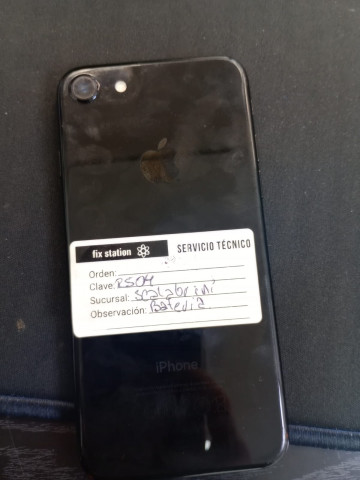 fix station SERVICIO TÉCNICO
Orden:
Clave: RS04
Sucursal: Scalabrini
Observación: Batería
iPhone